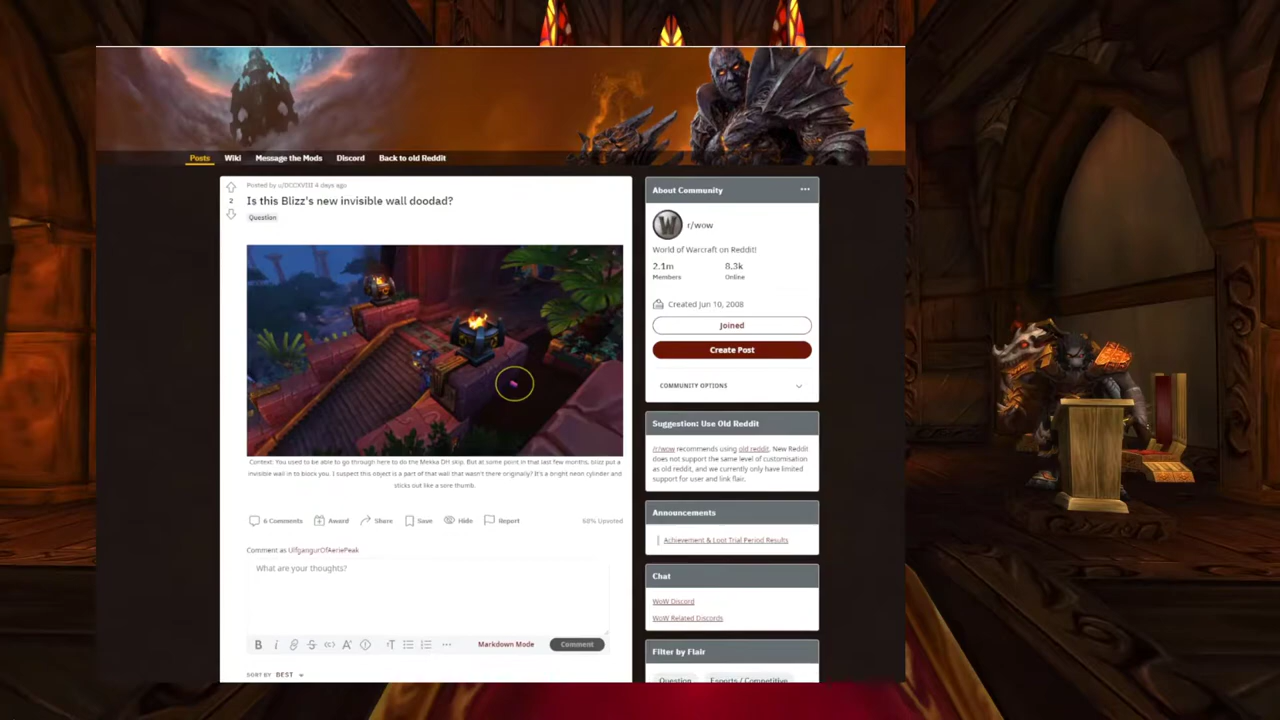 Posts Wiki Message the Mods Discord Back to old Reddit
Posted by u/DCCXVIII 4 days ago
2
Is this Blizz's new invisible wall doodad?
Question
Context: You used to be able to go through here to do the Mekka DH skip. But at some point in that last few months, blizz put a
invisible wall in to block you. I suspect this object is a part of that wall that wasn't there originally? It's a bright neon cylinder and
sticks out like a sore thumb.
6 Comments Award Share Save Hide Report 68% Upvoted
Comment as UlfgangurOfAeriePeak
What are your thoughts?
Markdown Mode Comment
SORT BY BEST
About Community
r/wow
World of Warcraft on Reddit!
2.1m 8.3k
Members Online
Created Jun 10, 2008
Joined
Create Post
COMMUNITY OPTIONS
Suggestion: Use Old Reddit
/r/wow recommends using old reddit. New Reddit
does not support the same level of customisation
as old reddit, and we currently only have limited
support for user and link flair.
Announcements
Achievement & Loot Trial Period Results
Chat
WoW Discord
WoW Related Discords
Filter by Flair
Question Esports / Competitive